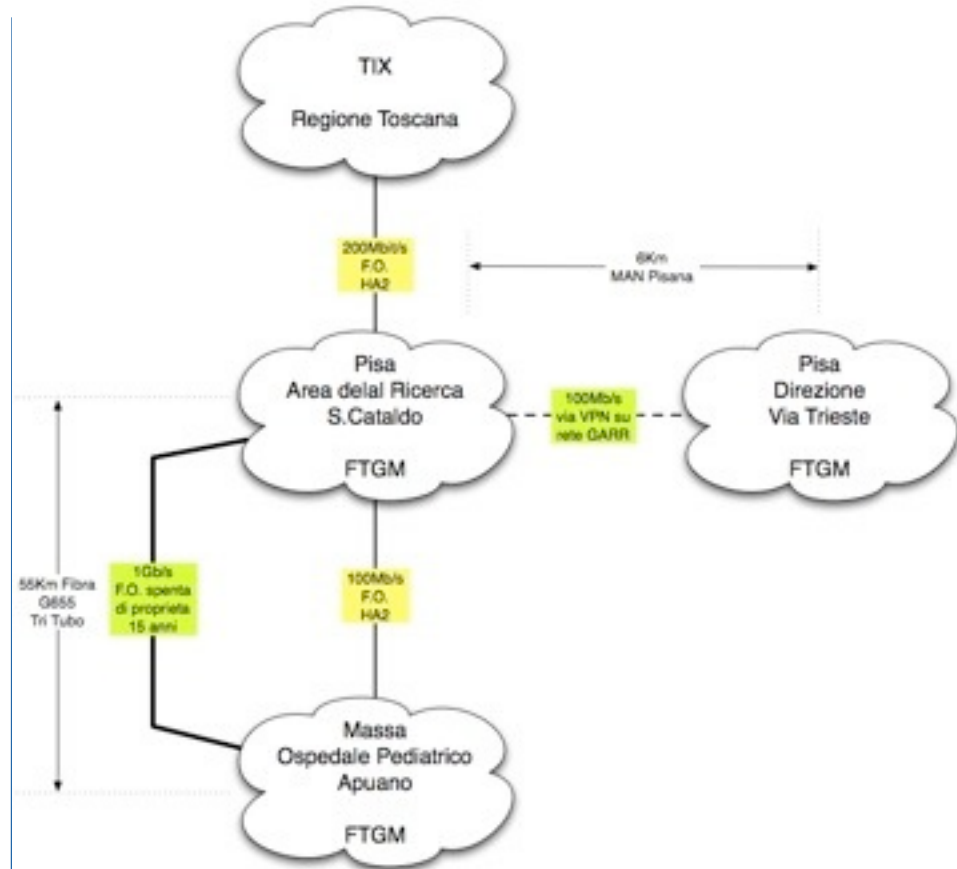 TIX
Regione Toscana
200Mbit/s
F.O.
HA2
6Km
MAN Pisana
Pisa
Area delal Ricerca
S.Cataldo
FTGM
100Mb/s
via VPN su
rete GARR
Pisa
Direzione
Via Trieste
FTGM
55Km Fibra
G655
Tri Tubo
1Gb/s
F.O. spenta
di proprieta
15 anni
100Mb/s
F.O.
HA2
Massa
Ospedale Pediatrico
Apuano
FTGM